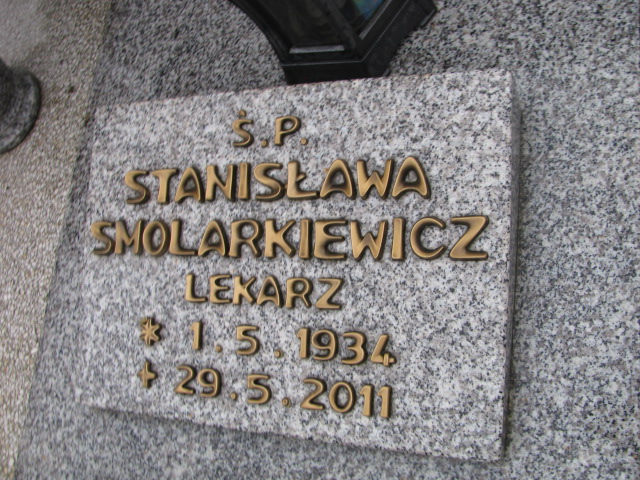 Ś.P.
STANISŁAWA
SMOLARKIEWICZ
LEKARZ
* 1.5.1934
+ 29.5.2011